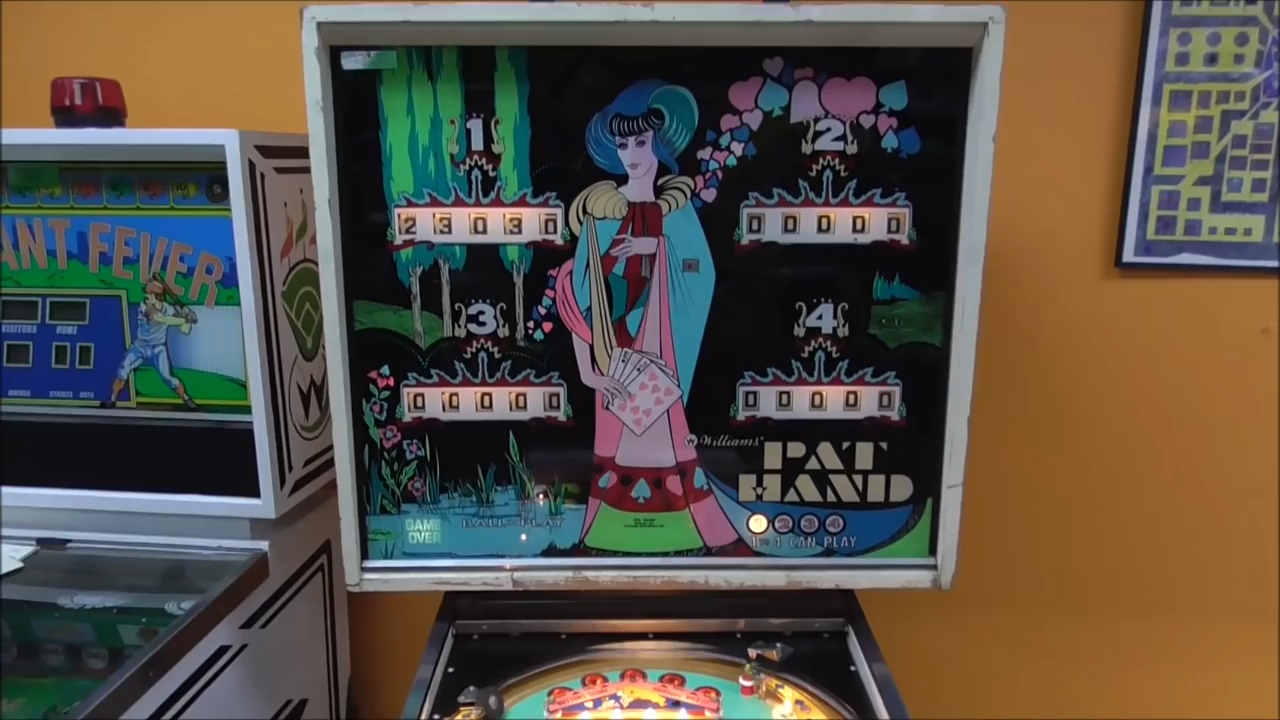 1
2
23030
00000
3
4
00000
00000
Williams
PAT
HAND
1 2 3 4
1 TO 4 CAN PLAY
GAME
OVER
BALL IN PLAY
ANT FEVER
VISITORS HOME
W